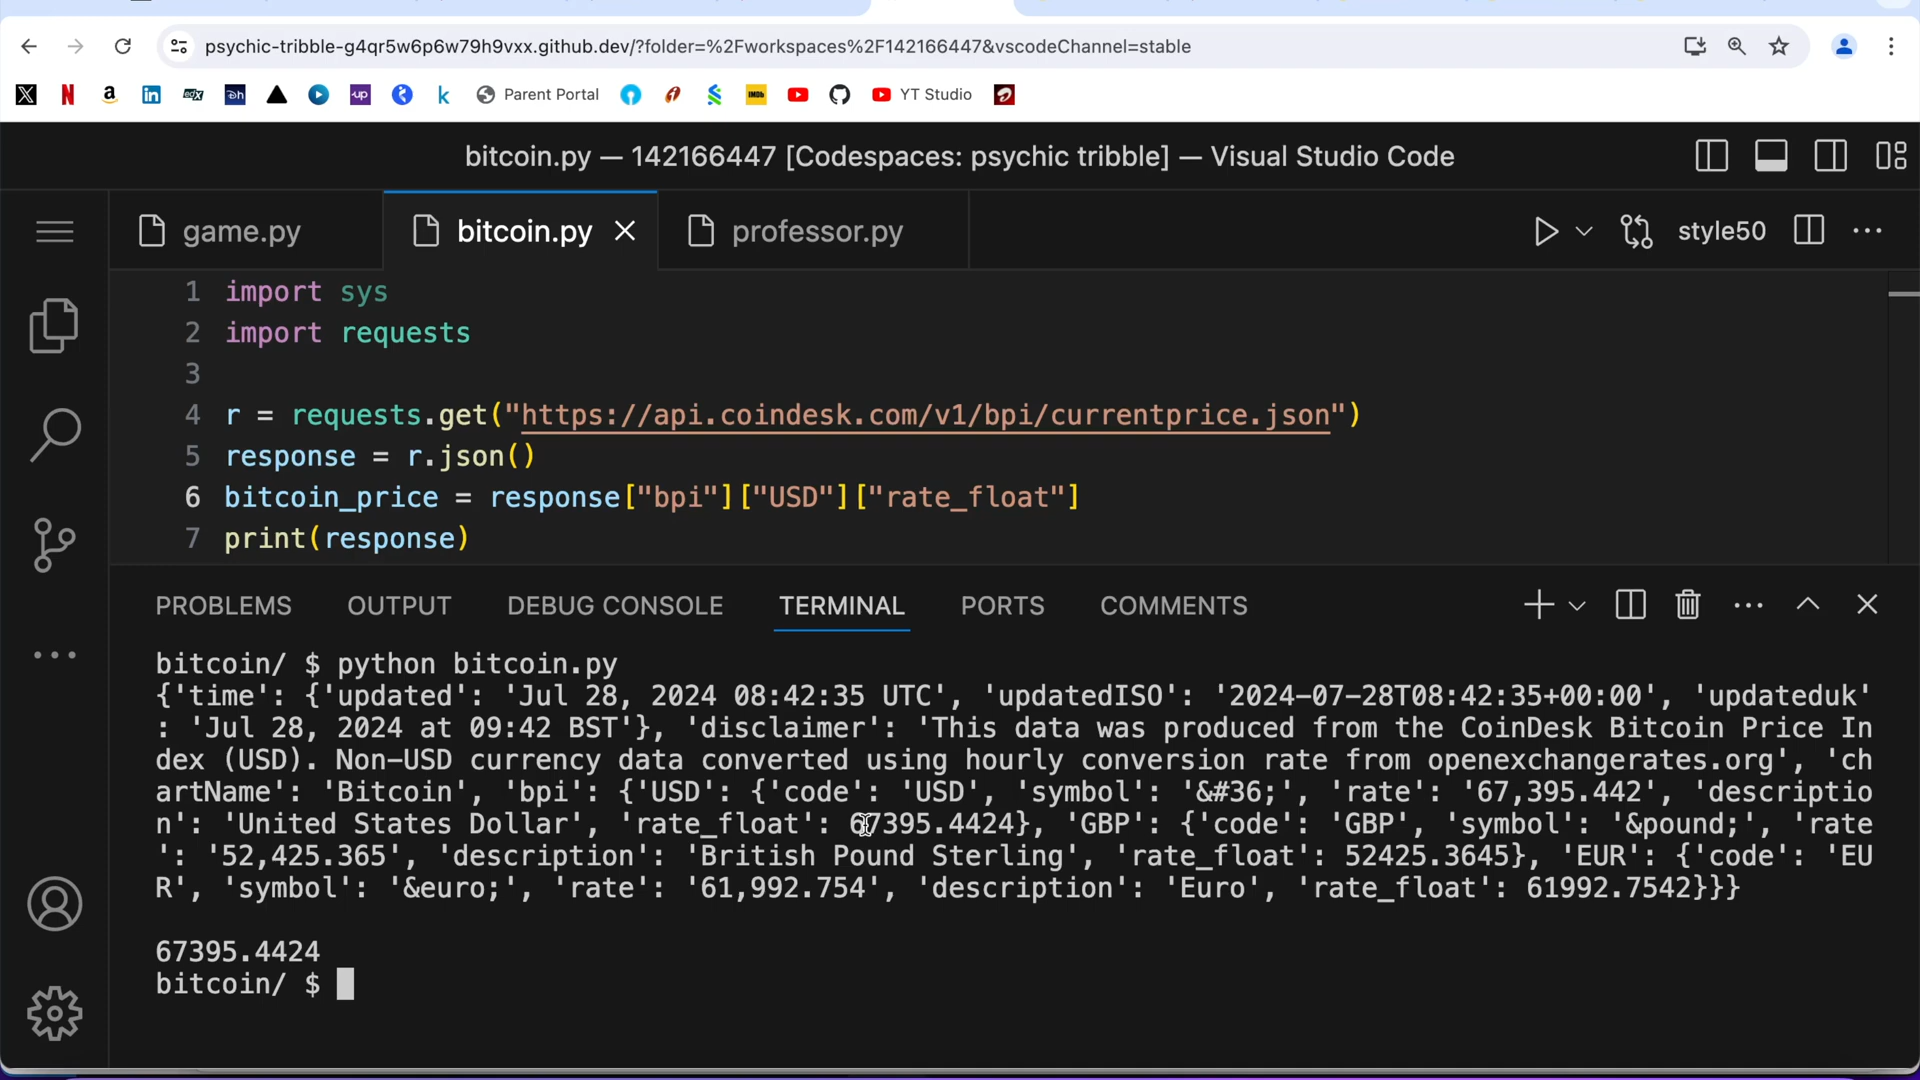 psychic-tribble-g4qr5w6p6w79h9vxx.github.dev/?folder=%2Fworkspaces%2F142166447&vscodeChannel=stable
X N a in edX Dh up k Parent Portal IMDb YT Studio
bitcoin.py — 142166447 [Codespaces: psychic tribble] — Visual Studio Code
game.py bitcoin.py professor.py style50
1 import sys
2 import requests
3
4 r = requests.get("https://api.coindesk.com/v1/bpi/currentprice.json")
5 response = r.json()
6 bitcoin_price = response["bpi"]["USD"]["rate_float"]
7 print(response)
PROBLEMS OUTPUT DEBUG CONSOLE TERMINAL PORTS COMMENTS
bitcoin/ $ python bitcoin.py
{'time': {'updated': 'Jul 28, 2024 08:42:35 UTC', 'updatedISO': '2024-07-28T08:42:35+00:00', 'updateduk'
: 'Jul 28, 2024 at 09:42 BST'}, 'disclaimer': 'This data was produced from the CoinDesk Bitcoin Price In
dex (USD). Non-USD currency data converted using hourly conversion rate from openexchangerates.org', 'ch
artName': 'Bitcoin', 'bpi': {'USD': {'code': 'USD', 'symbol': '&#36;', 'rate': '67,395.442', 'descriptio
n': 'United States Dollar', 'rate_float': 67395.4424}, 'GBP': {'code': 'GBP', 'symbol': '&pound;', 'rate
': '52,425.365', 'description': 'British Pound Sterling', 'rate_float': 52425.3645}, 'EUR': {'code': 'EU
R', 'symbol': '&euro;', 'rate': '61,992.754', 'description': 'Euro', 'rate_float': 61992.7542}}}
67395.4424
bitcoin/ $